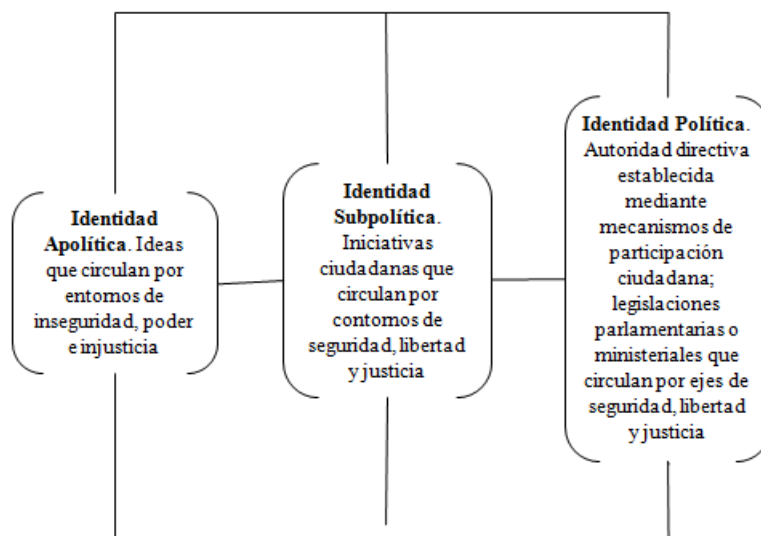 Identidad
Apolítica. Ideas
que circulan por
entornos de
inseguridad, poder
e injusticia
Identidad
Subpolítica.
Iniciativas
ciudadanas que
circulan por
contornos de
seguridad, libertad
y justicia
Identidad Política.
Autoridad directiva
establecida
mediante
mecanismos de
participación
ciudadana;
legislaciones
parlamentarias o
ministeriales que
circulan por ejes de
seguridad, libertad
y justicia